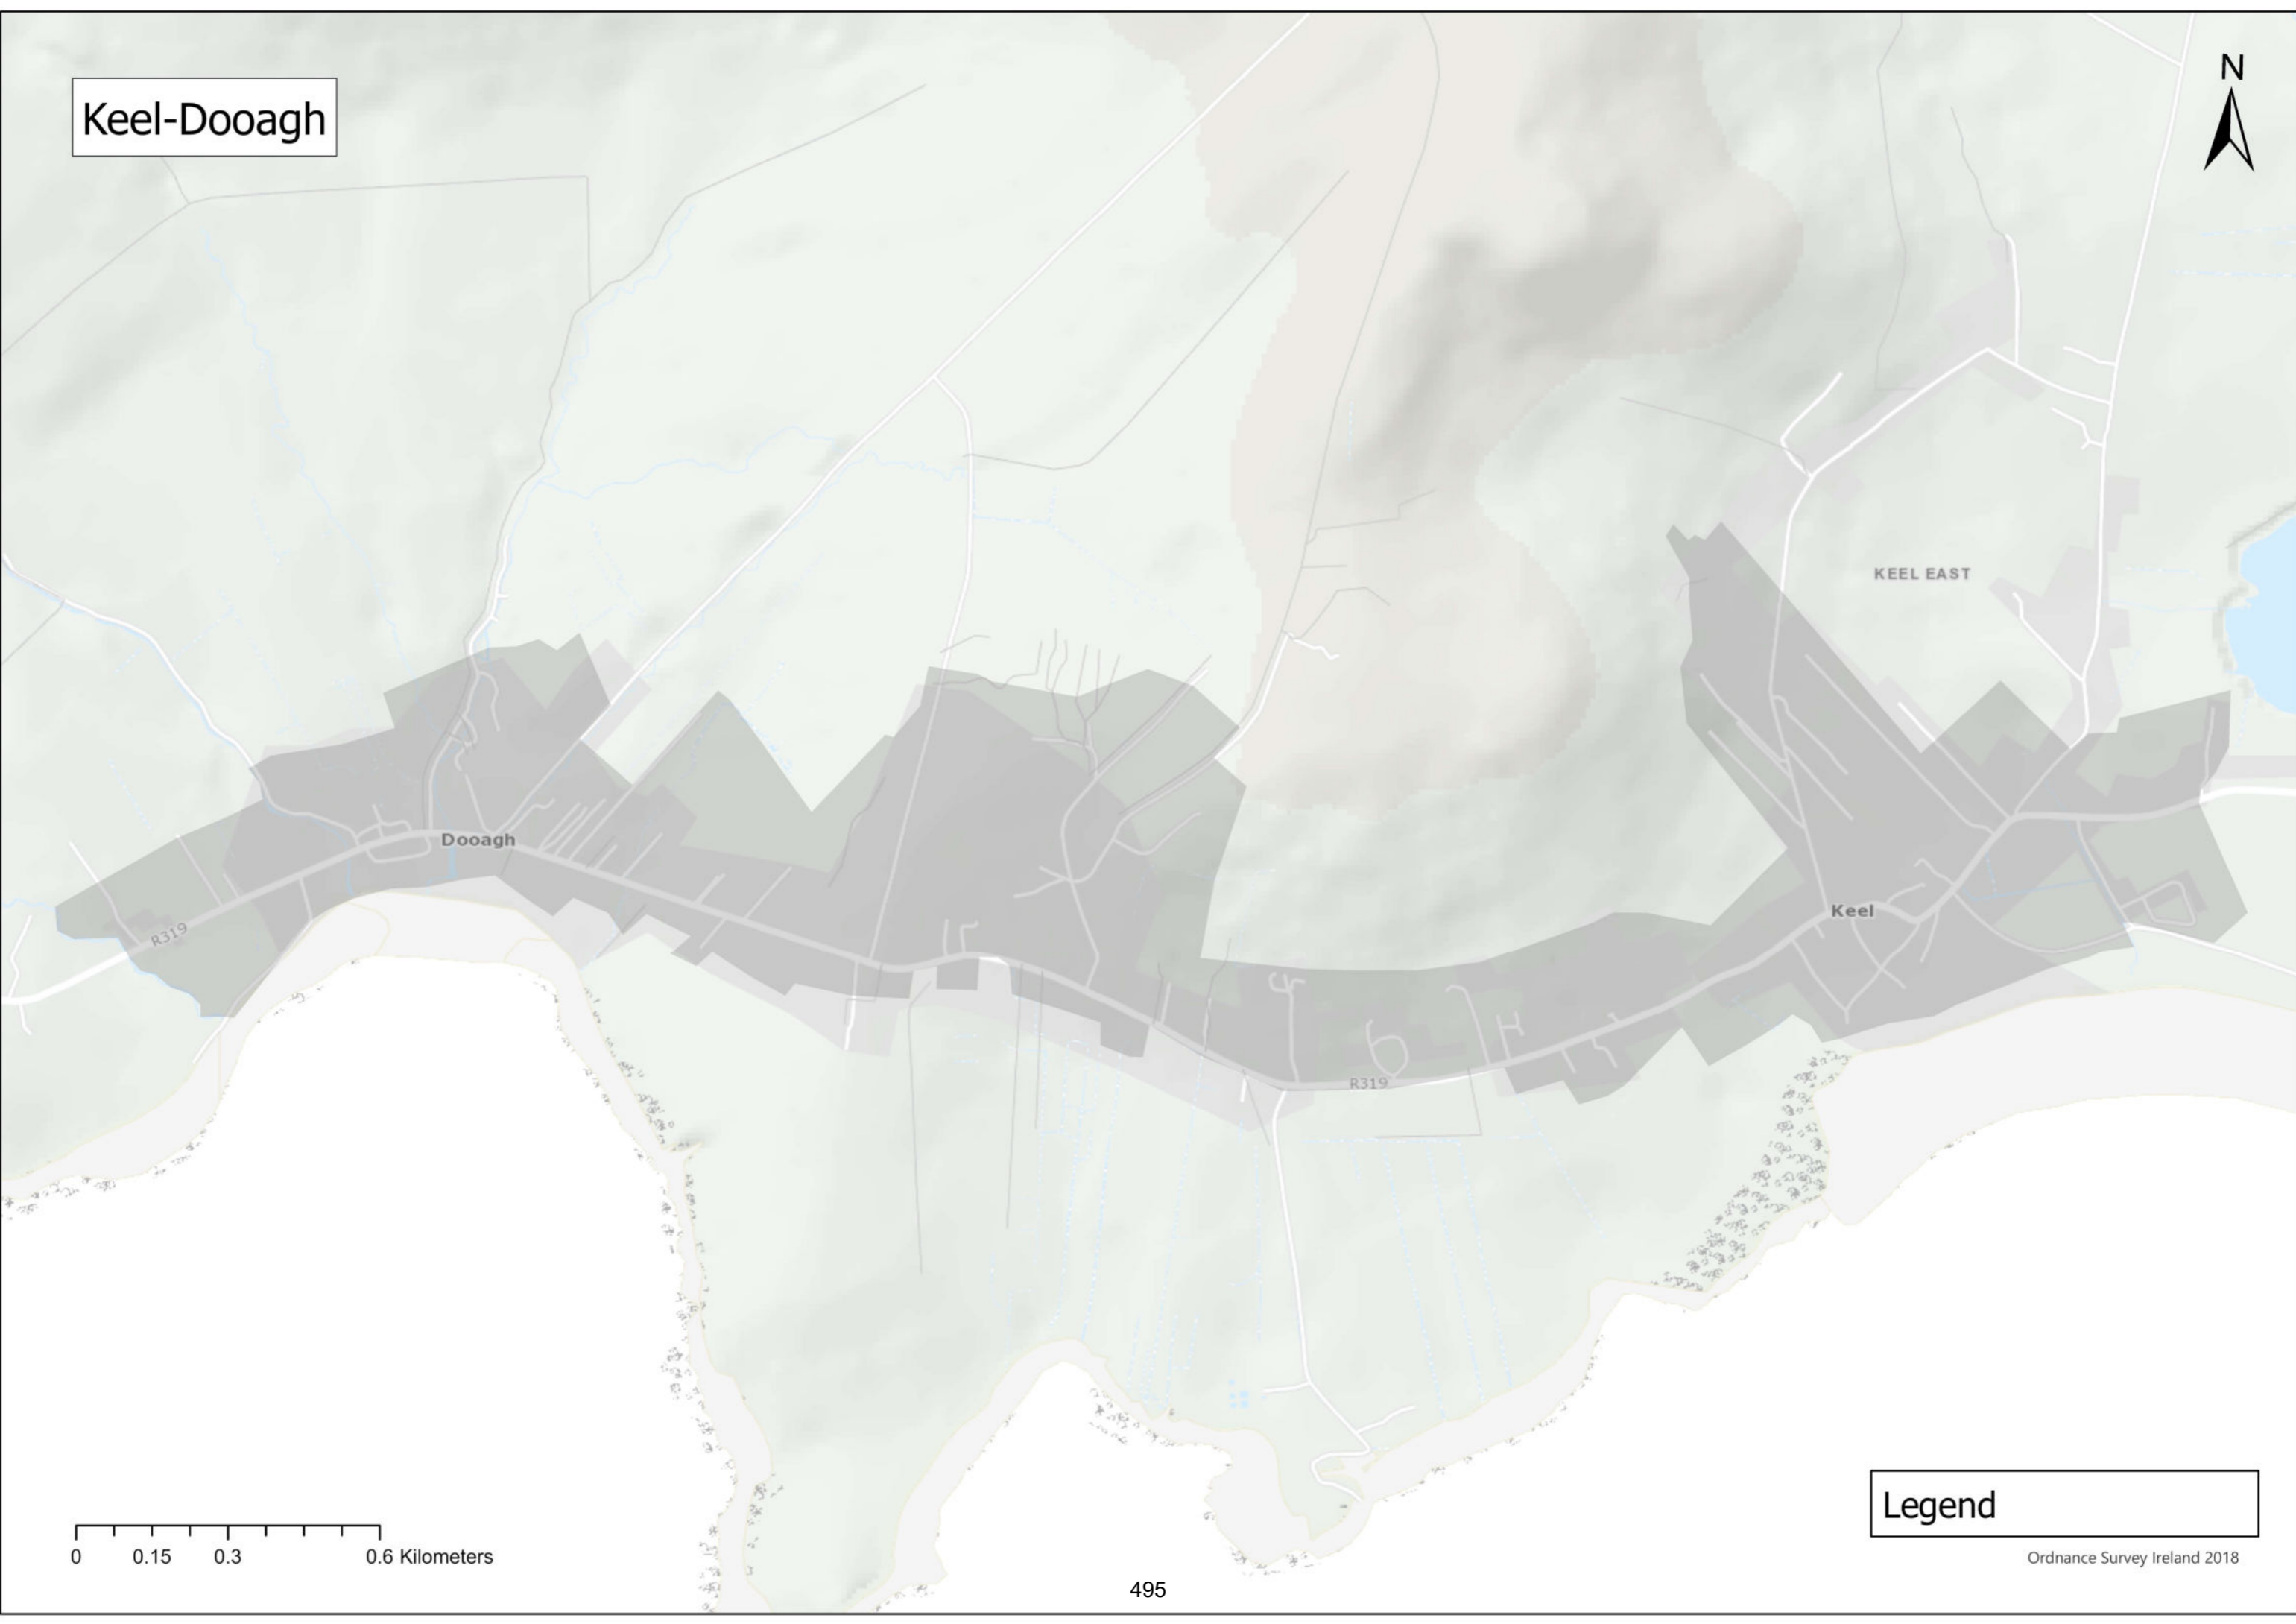 Keel-Dooagh
N
KEEL EAST
Dooagh
Keel
R319
R319
Legend
0 0.15 0.3 0.6 Kilometers
Ordnance Survey Ireland 2018
495